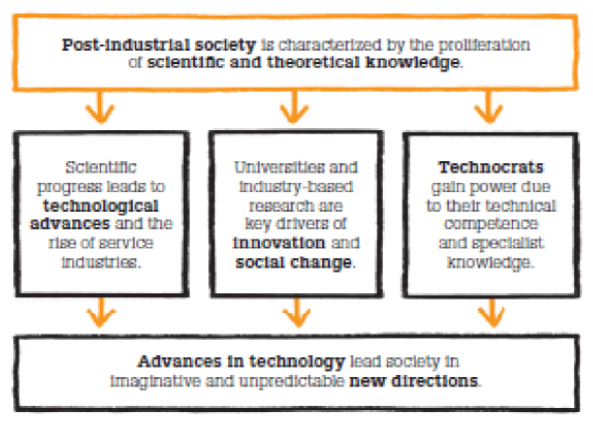 Post-industrial society is characterized by the proliferation
of scientific and theoretical knowledge.
Scientific
progress leads to
technological
advances and the
rise of service
industries.
Universities and
industry-based
research are
key drivers of
innovation and
social change.
Technocrats
gain power due
to their technical
competence
and specialist
knowledge.
Advances in technology lead society in
imaginative and unpredictable new directions.